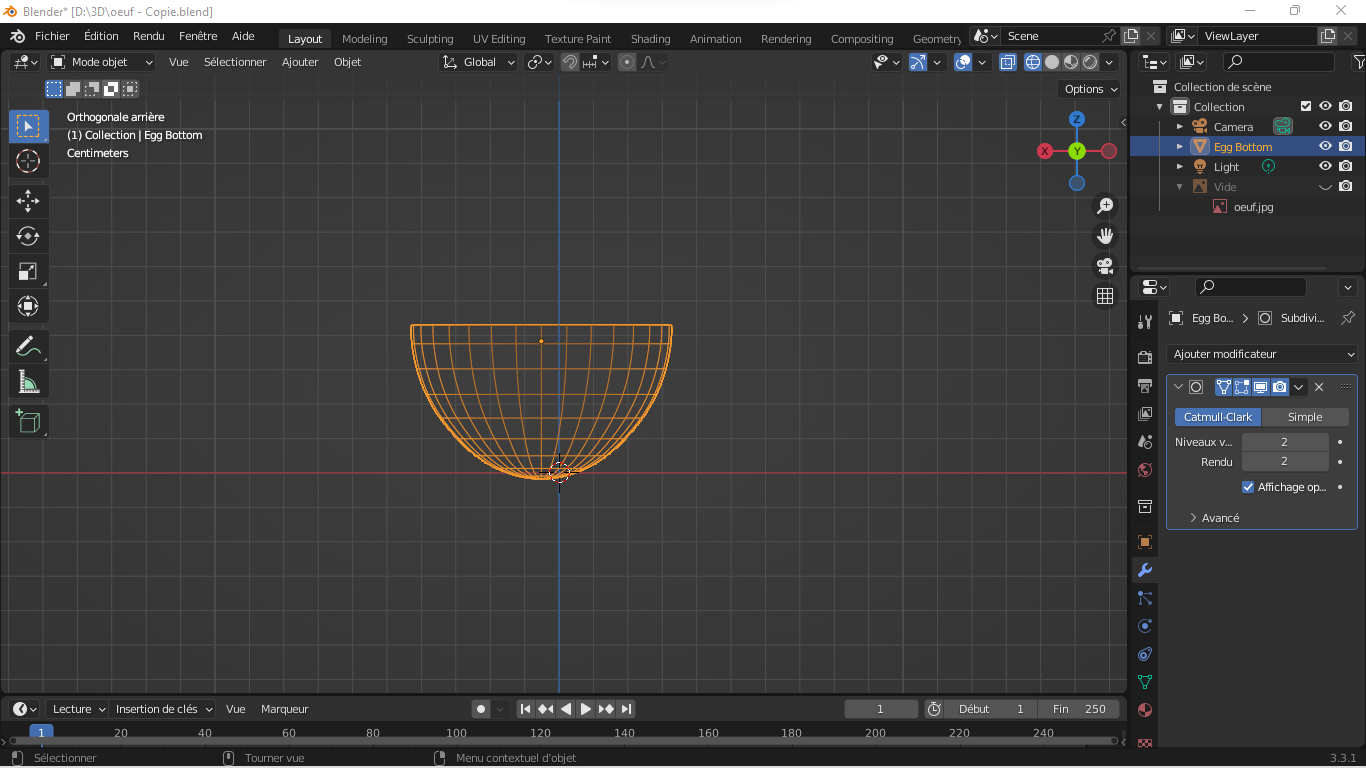 Blender* [D:\3D\oeuf - Copie.blend]
Fichier Édition Rendu Fenêtre Aide Layout Modeling Sculpting UV Editing Texture Paint Shading Animation Rendering Compositing Geometry Scene ViewLayer
Mode objet Vue Sélectionner Ajouter Objet Global
Options
Orthogonale arrière
(1) Collection | Egg Bottom
Centimeters
Z
X
Y
Collection de scène
Collection
Camera
Egg Bottom
Light
Vide
oeuf.jpg
Egg Bo... Subdivi...
Ajouter modificateur
Catmull-Clark Simple
Niveaux v... 2
Rendu 2
Affichage op...
Avancé
Lecture Insertion de clés Vue Marqueur 1 Début 1 Fin 250
1 20 40 60 80 100 120 140 160 180 200 220 240
Sélectionner Tourner vue Menu contextuel d'objet 3.3.1